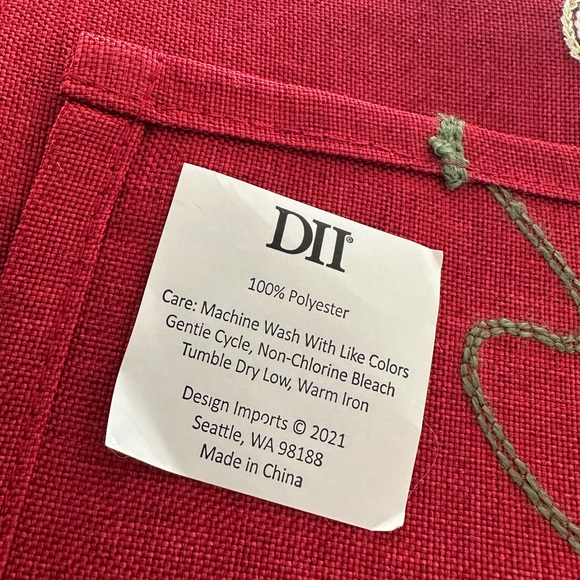 DII®
100% Polyester
Care: Machine Wash With Like Colors
Gentle Cycle, Non-Chlorine Bleach
Tumble Dry Low, Warm Iron
Design Imports © 2021
Seattle, WA 98188
Made in China